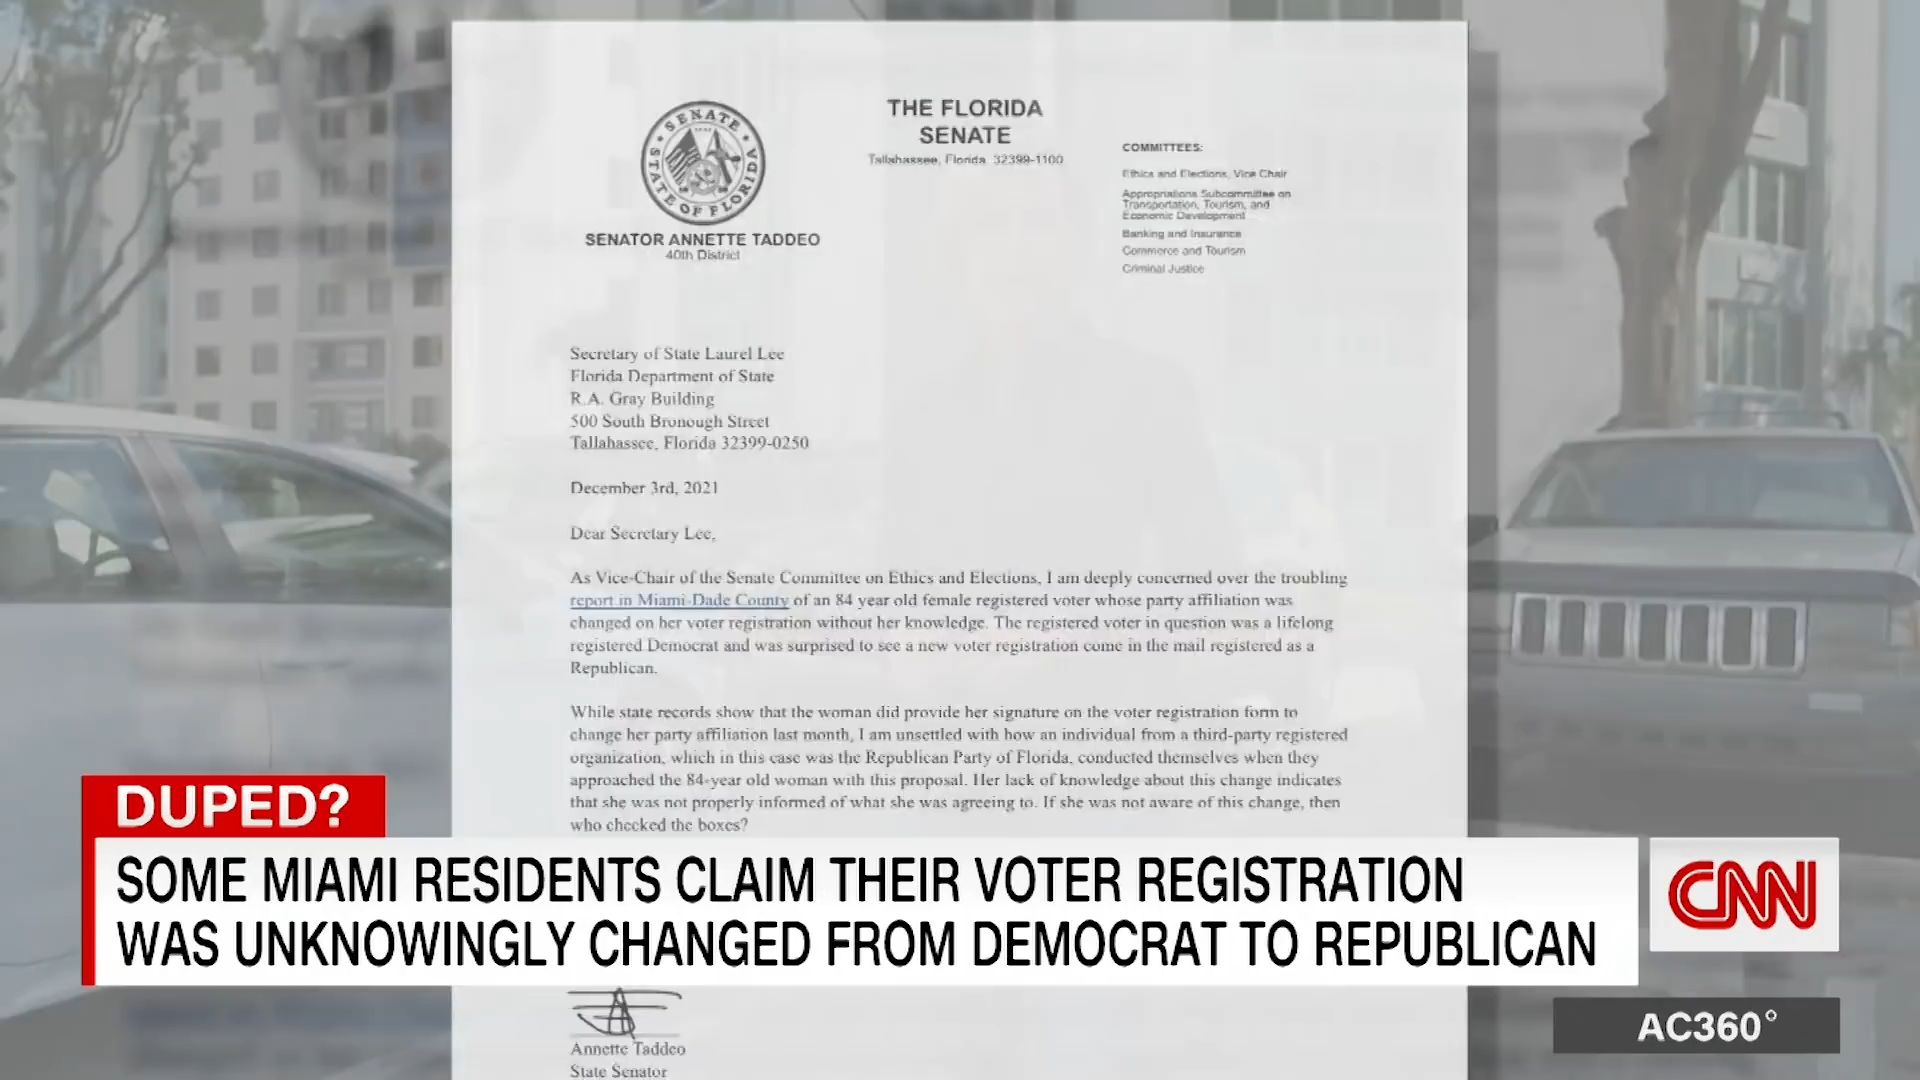 SENATE
STATE OF FLORIDA
SENATOR ANNETTE TADDEO
40th District
THE FLORIDA
SENATE
Tallahassee, Florida 32399-1100
COMMITTEES:
Ethics and Elections, Vice Chair
Appropriations Subcommittee on
Transportation, Tourism, and
Economic Development
Banking and Insurance
Commerce and Tourism
Criminal Justice
Secretary of State Laurel Lee
Florida Department of State
R.A. Gray Building
500 South Bronough Street
Tallahassee, Florida 32399-0250
December 3rd, 2021
Dear Secretary Lee,
As Vice-Chair of the Senate Committee on Ethics and Elections, I am deeply concerned over the troubling
report in Miami-Dade County of an 84 year old female registered voter whose party affiliation was
changed on her voter registration without her knowledge. The registered voter in question was a lifelong
registered Democrat and was surprised to see a new voter registration come in the mail registered as a
Republican.
While state records show that the woman did provide her signature on the voter registration form to
change her party affiliation last month, I am unsettled with how an individual from a third-party registered
organization, which in this case was the Republican Party of Florida, conducted themselves when they
approached the 84-year old woman with this proposal. Her lack of knowledge about this change indicates
that she was not properly informed of what she was agreeing to. If she was not aware of this change, then
who checked the boxes?
DUPED?
SOME MIAMI RESIDENTS CLAIM THEIR VOTER REGISTRATION
WAS UNKNOWINGLY CHANGED FROM DEMOCRAT TO REPUBLICAN
CNN
AC360°
Annette Taddeo
State Senator